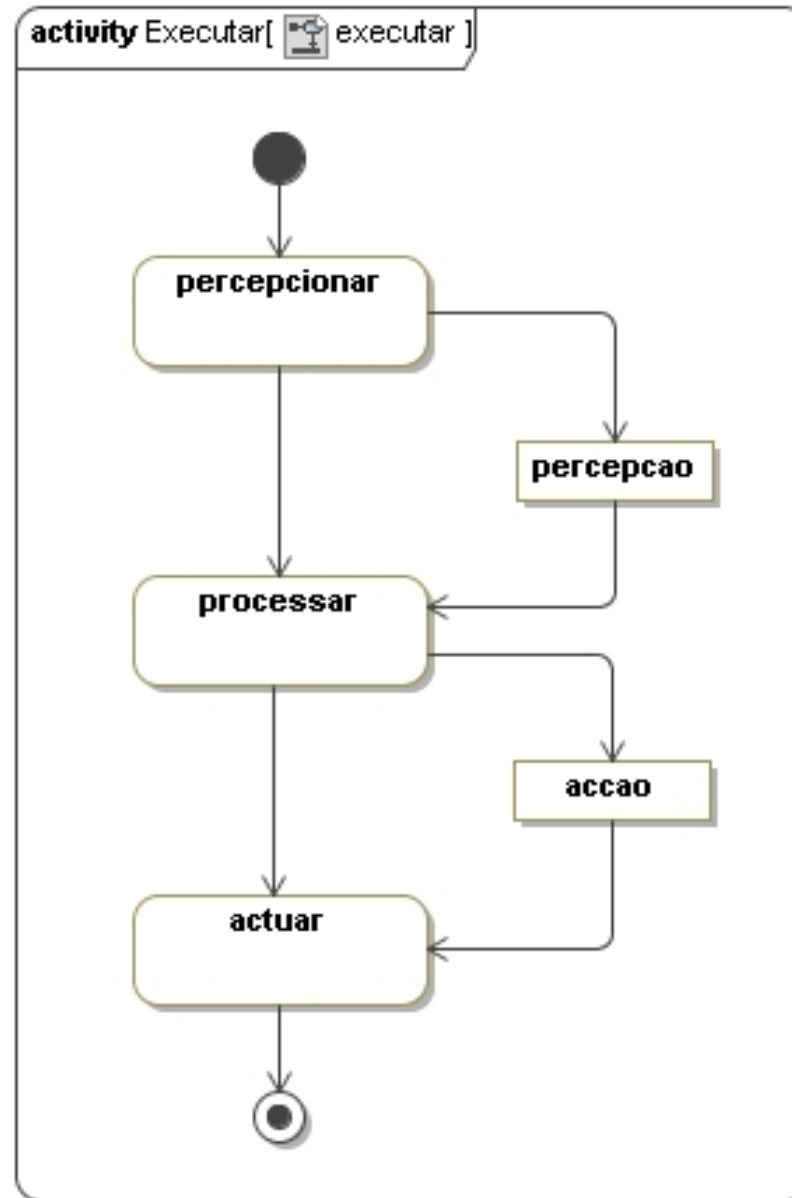 activity Executar[ executar ]
percepcionar
percepcao
processar
accao
actuar